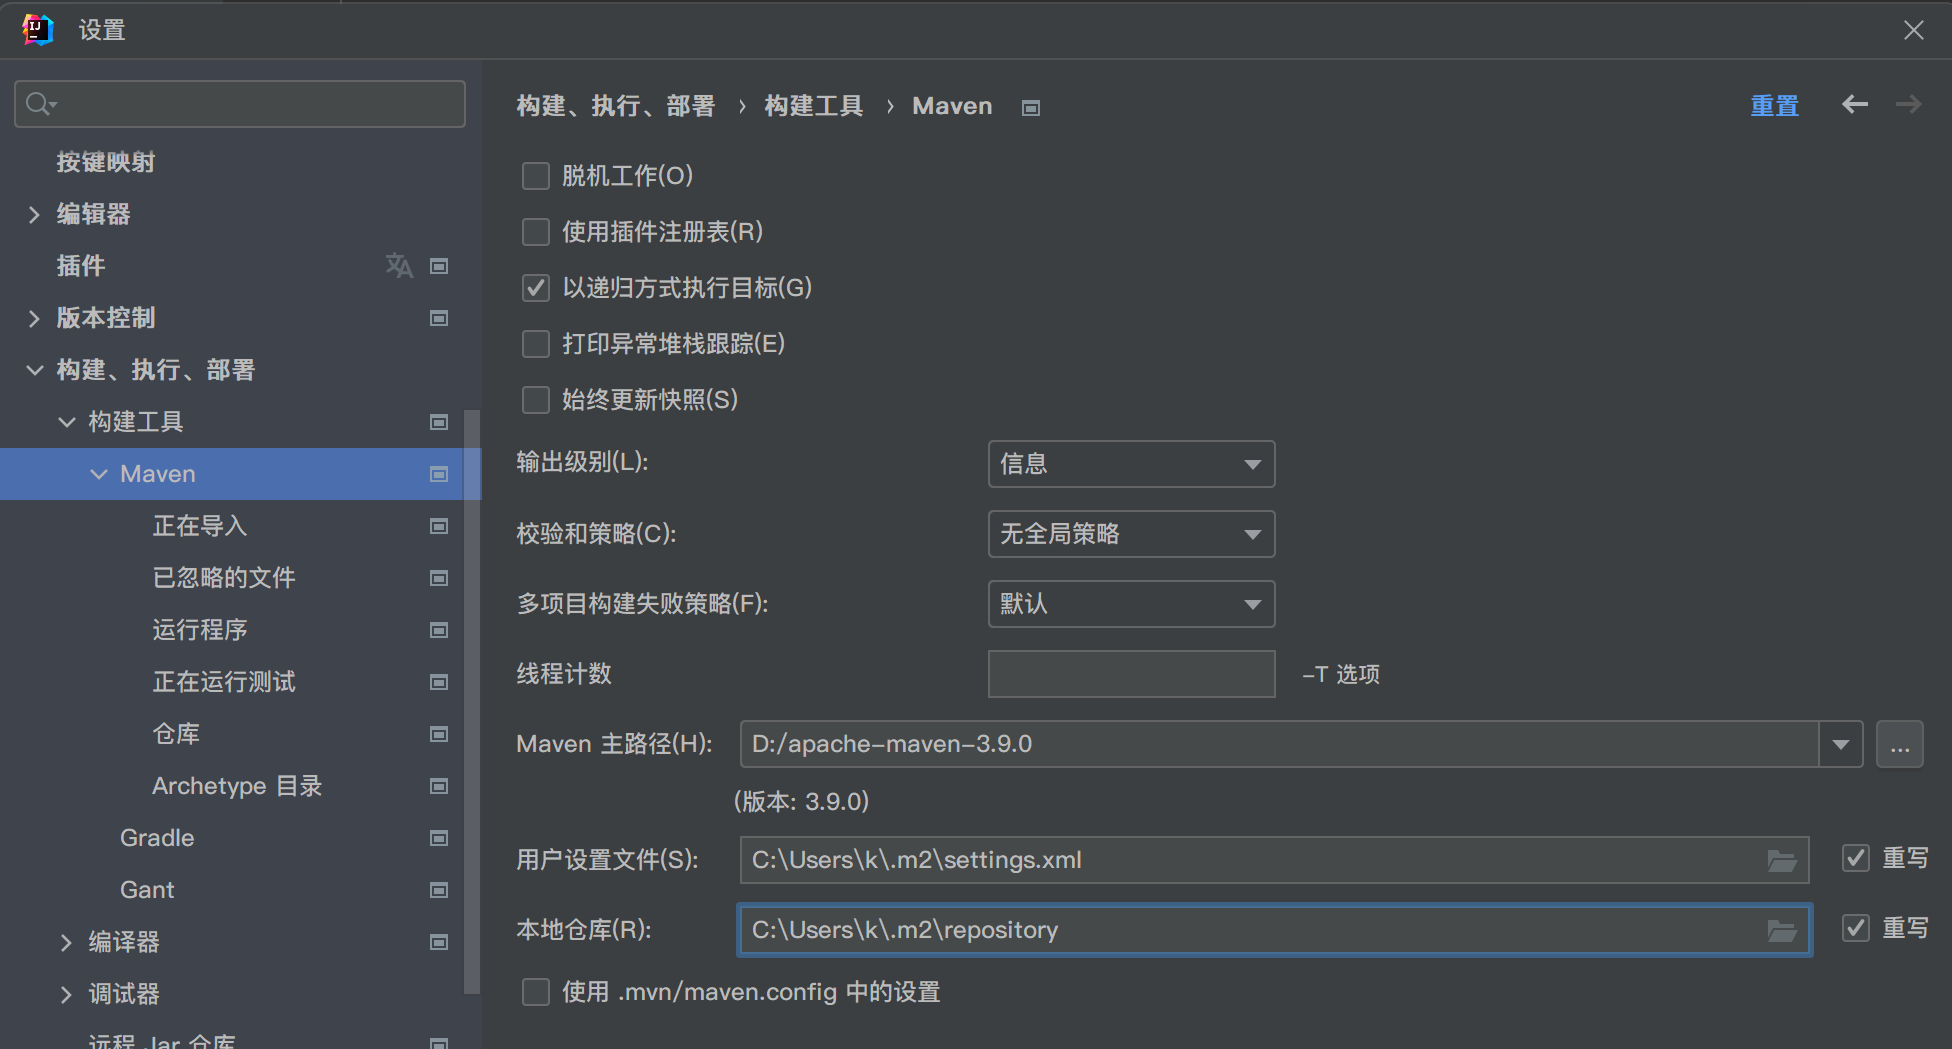 设置
按键映射
编辑器
插件
版本控制
构建、执行、部署
构建工具
Maven
正在导入
已忽略的文件
运行程序
正在运行测试
仓库
Archetype 目录
Gradle
Gant
编译器
调试器
远程 Jar 仓库
构建、执行、部署 › 构建工具 › Maven
重置
脱机工作(O)
使用插件注册表(R)
以递归方式执行目标(G)
打印异常堆栈跟踪(E)
始终更新快照(S)
输出级别(L): 信息
校验和策略(C): 无全局策略
多项目构建失败策略(F): 默认
线程计数 -T 选项
Maven 主路径(H): D:/apache-maven-3.9.0 ...
(版本: 3.9.0)
用户设置文件(S): C:\Users\k\.m2\settings.xml 重写
本地仓库(R): C:\Users\k\.m2\repository 重写
使用 .mvn/maven.config 中的设置